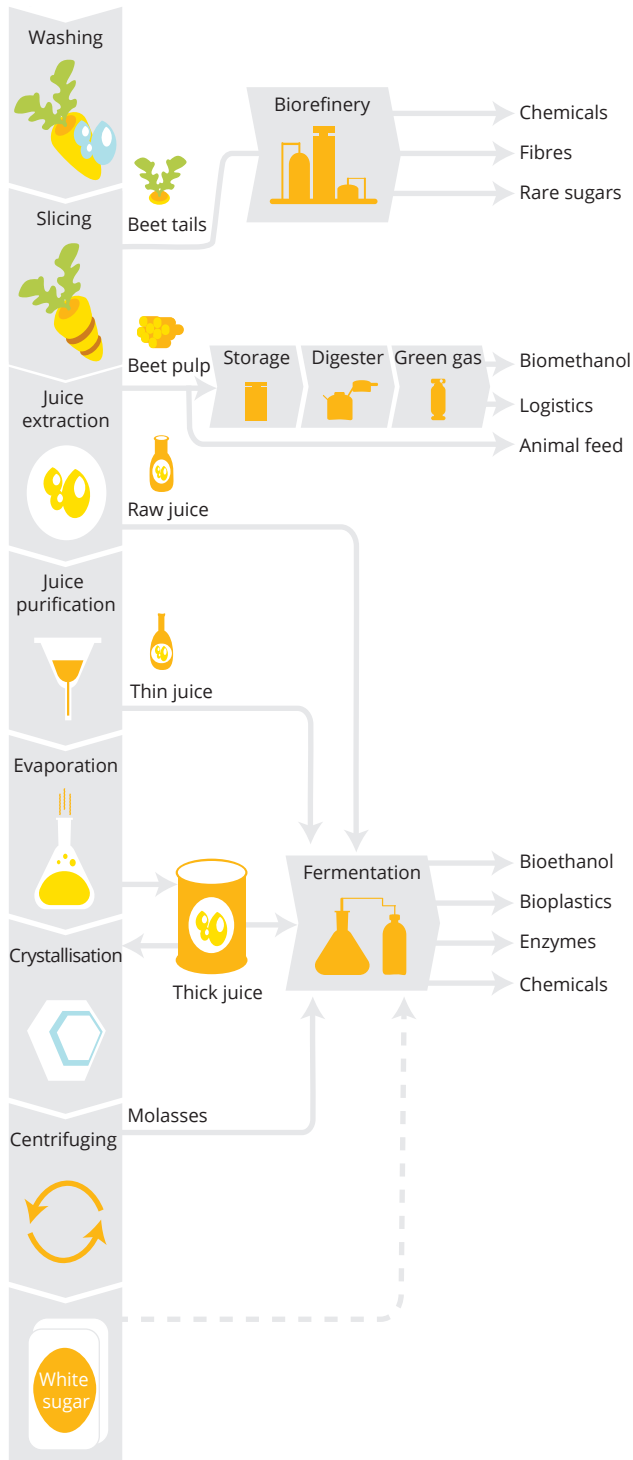 Washing
Biorefinery
Chemicals
Fibres
Rare sugars
Slicing
Beet tails
Beet pulp
Storage
Digester
Green gas
Biomethanol
Logistics
Animal feed
Juice
extraction
Raw juice
Juice
purification
Thin juice
Evaporation
Fermentation
Bioethanol
Bioplastics
Enzymes
Chemicals
Crystallisation
Thick juice
Molasses
Centrifuging
White
sugar